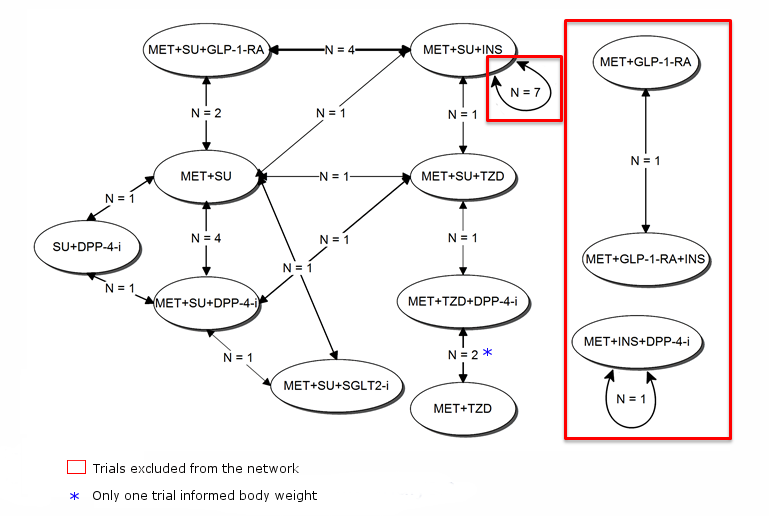 MET+SU+GLP-1-RA
N = 4
MET+SU+INS
N = 7
MET+GLP-1-RA
N = 2
N = 1
N = 1
N = 1
MET+SU
N = 1
MET+SU+TZD
N = 1
SU+DPP-4-i
N = 4
N = 1
N = 1
MET+GLP-1-RA+INS
N = 1
N = 1
MET+SU+DPP-4-i
MET+TZD+DPP-4-i
MET+INS+DPP-4-i
N = 1
N = 2 *
MET+SU+SGLT2-i
MET+TZD
N = 1
Trials excluded from the network
* Only one trial informed body weight